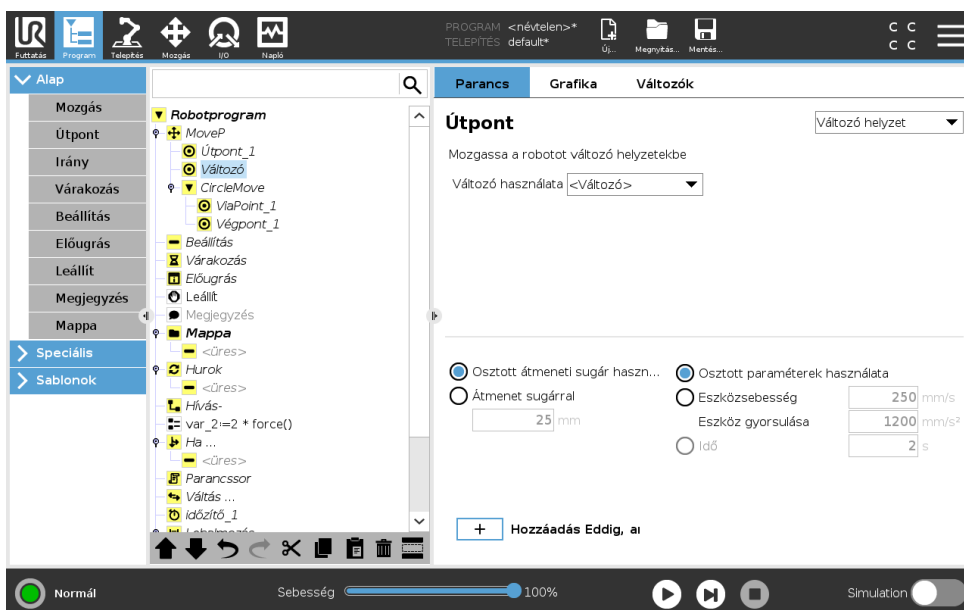 UR
Futtatás
Program
Telepítés
Mozgás
I/O
Napló
PROGRAM <névtelen>*
TELEPÍTÉS default*
Új...
Megnyitás...
Mentés...
C C
C C
Alap
Mozgás
Útpont
Irány
Várakozás
Beállítás
Előugrás
Leállít
Megjegyzés
Mappa
Speciális
Sablonok
Robotprogram
MoveP
Útpont_1
Változó
CircleMove
ViaPoint_1
Végpont_1
Beállítás
Várakozás
Előugrás
Leállít
Megjegyzés
Mappa
<üres>
Hurok
<üres>
Hívás-
var_2:=2 * force()
Ha ...
<üres>
Parancssor
Váltás ...
időzítő_1
Parancs
Grafika
Változók
Útpont
Változó helyzet
Mozgassa a robotot változó helyzetekbe
Változó használata <Változó>
Osztott átmeneti sugár haszn...
Átmenet sugárral
25 mm
Osztott paraméterek használata
Eszközsebesség 250 mm/s
Eszköz gyorsulása 1200 mm/s²
Idő 2 s
+ Hozzáadás Eddig, ar
Normál
Sebesség 100%
Simulation